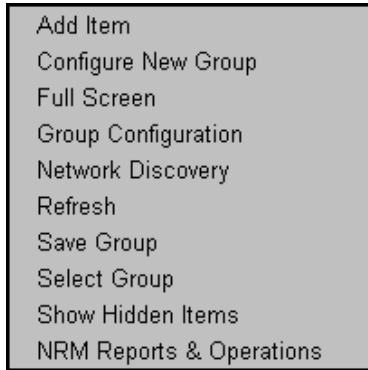 Add Item
Configure New Group
Full Screen
Group Configuration
Network Discovery
Refresh
Save Group
Select Group
Show Hidden Items
NRM Reports & Operations